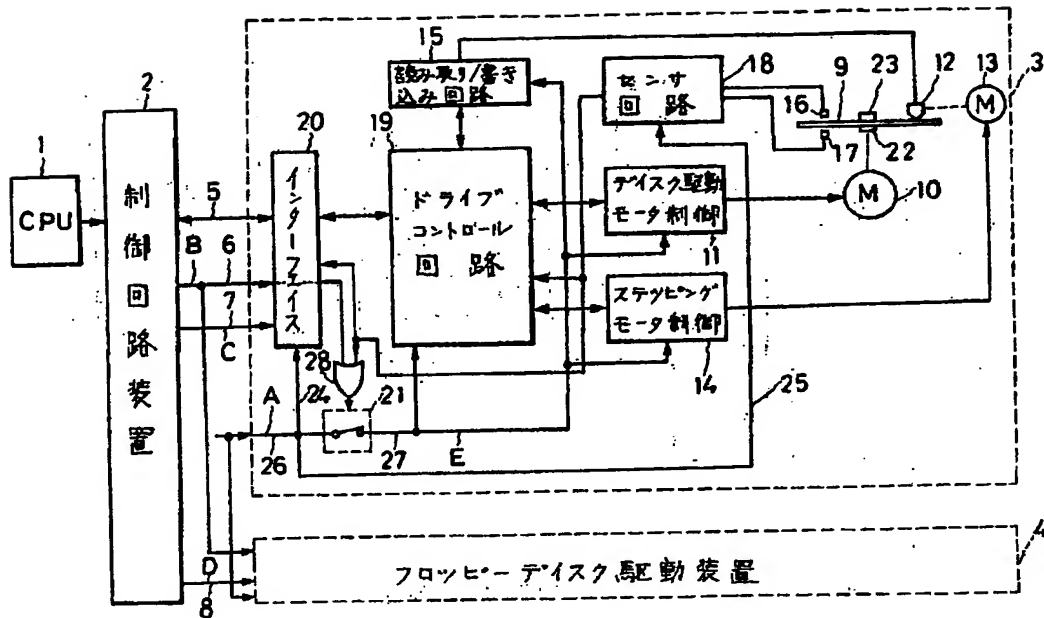 15
読み取り/書き
込み回路
センサ
回路
18
16
9
23
12
13
M
3
17
22
2
20
19
1
CPU
制御回路装置
5
B
6
7
C
インターフェイス
ドライブ
コントロール
回路
ディスク駆動
モータ制御
11
M
10
ステッピング
モータ制御
14
28
24
21
25
A
26
27
E
D
8
フロッピーディスク駆動装置
4